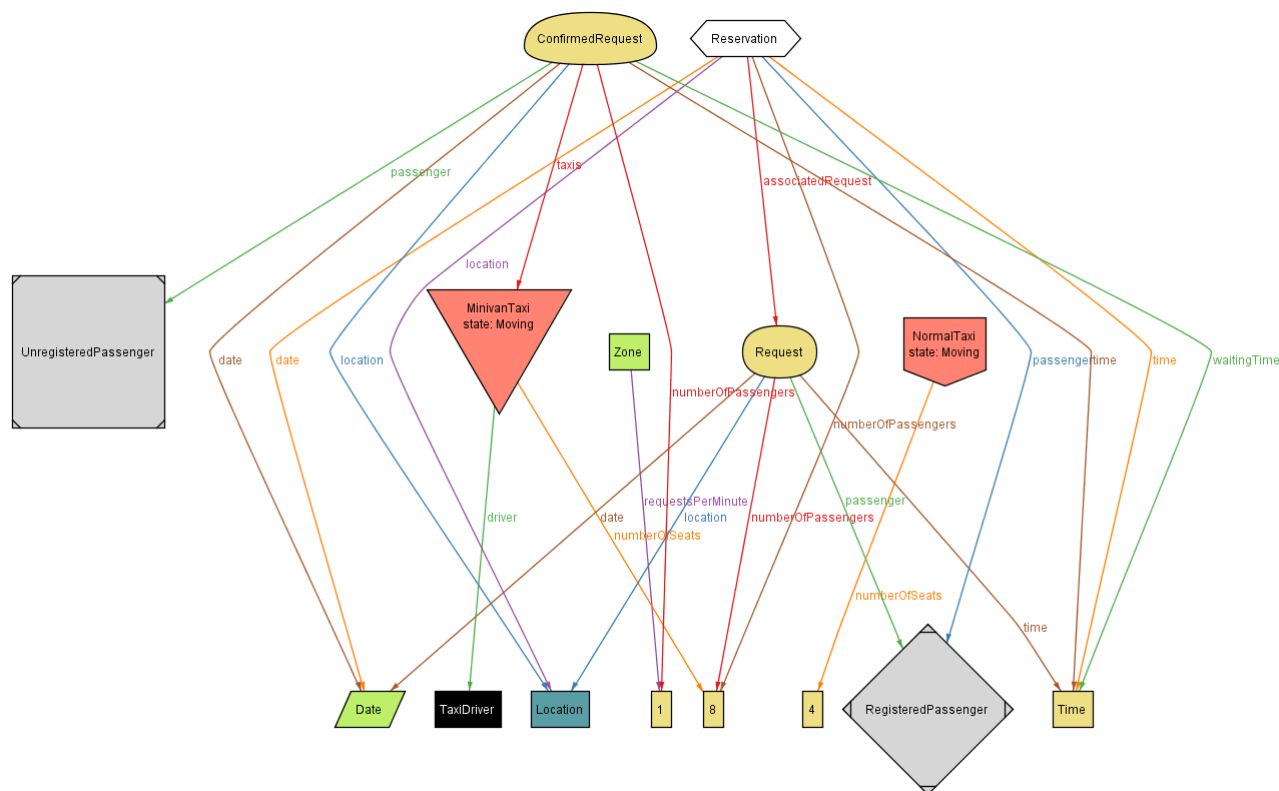 ConfirmedRequest
Reservation
passenger
taxis
associatedRequest
location
UnregisteredPassenger
MinivanTaxi
state: Moving
Zone
Request
NormalTaxi
state: Moving
date
date
location
numberOfPassengers
passenger
time
time
waitingTime
numberOfPassengers
driver
requestsPerMinute
passenger
date
location
numberOfPassengers
numberOfSeats
numberOfSeats
time
Date
TaxiDriver
Location
1
8
4
RegisteredPassenger
Time